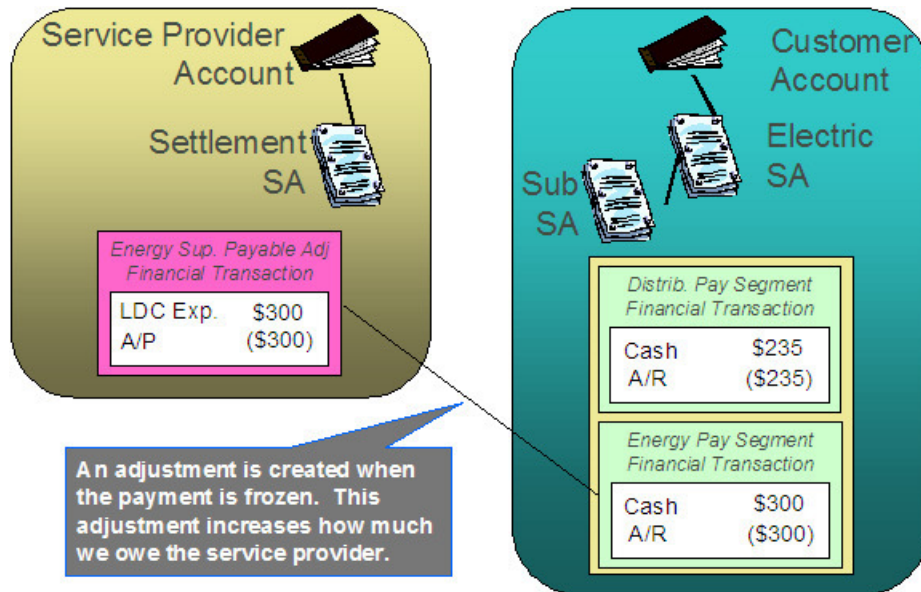 Service Provider
Account
Settlement
SA
Energy Sup. Payable Adj
Financial Transaction
LDC Exp. $300
A/P ($300)
An adjustment is created when
the payment is frozen. This
adjustment increases how much
we owe the service provider.
Customer
Account
Electric
SA
Sub
SA
Distrib. Pay Segment
Financial Transaction
Cash $235
A/R ($235)
Energy Pay Segment
Financial Transaction
Cash $300
A/R ($300)